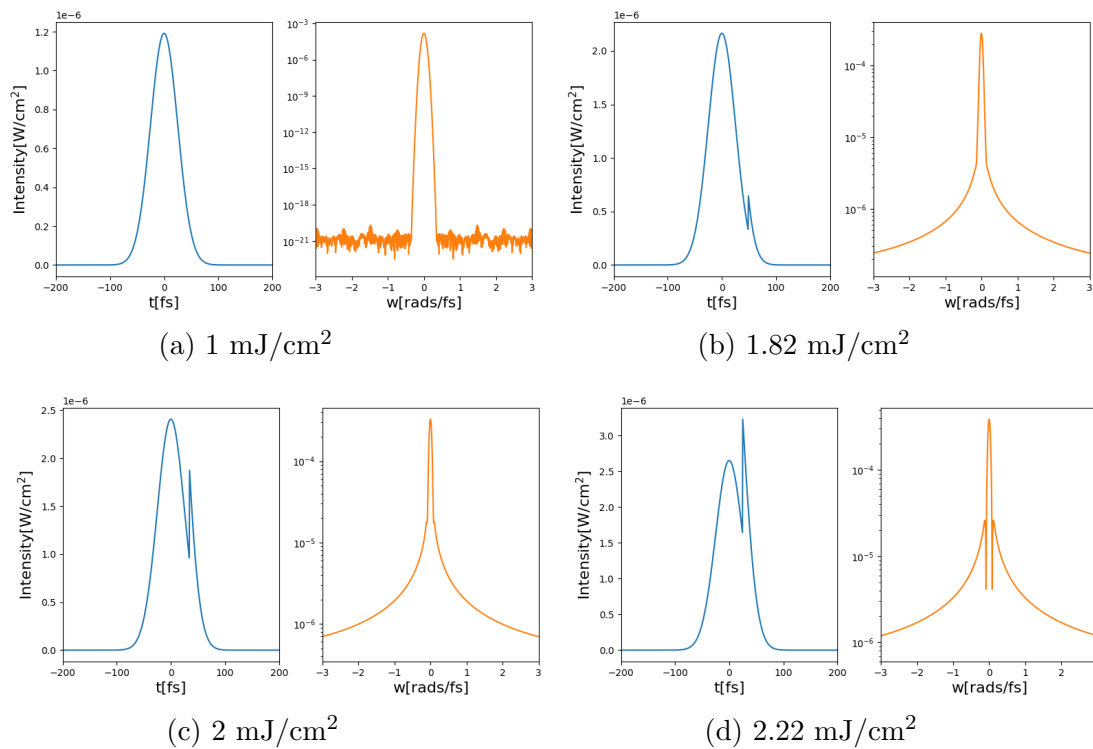 1e-6
Intensity[W/cm²]
1.2
1.0
0.8
0.6
0.4
0.2
0.0
−200 −100 0 100 200
t[fs]
10⁻³
10⁻⁶
10⁻⁹
10⁻¹²
10⁻¹⁵
10⁻¹⁸
10⁻²¹
−3 −2 −1 0 1 2 3
w[rads/fs]
(a) 1 mJ/cm²
1e-6
Intensity[W/cm²]
2.0
1.5
1.0
0.5
0.0
−200 −100 0 100 200
t[fs]
10⁻⁴
10⁻⁵
10⁻⁶
−3 −2 −1 0 1 2 3
w[rads/fs]
(b) 1.82 mJ/cm²
1e-6
Intensity[W/cm²]
2.5
2.0
1.5
1.0
0.5
0.0
−200 −100 0 100 200
t[fs]
10⁻⁴
10⁻⁵
10⁻⁶
−3 −2 −1 0 1 2 3
w[rads/fs]
(c) 2 mJ/cm²
1e-6
Intensity[W/cm²]
3.0
2.5
2.0
1.5
1.0
0.5
0.0
−200 −100 0 100 200
t[fs]
10⁻⁴
10⁻⁵
10⁻⁶
−3 −2 −1 0 1 2 3
w[rads/fs]
(d) 2.22 mJ/cm²